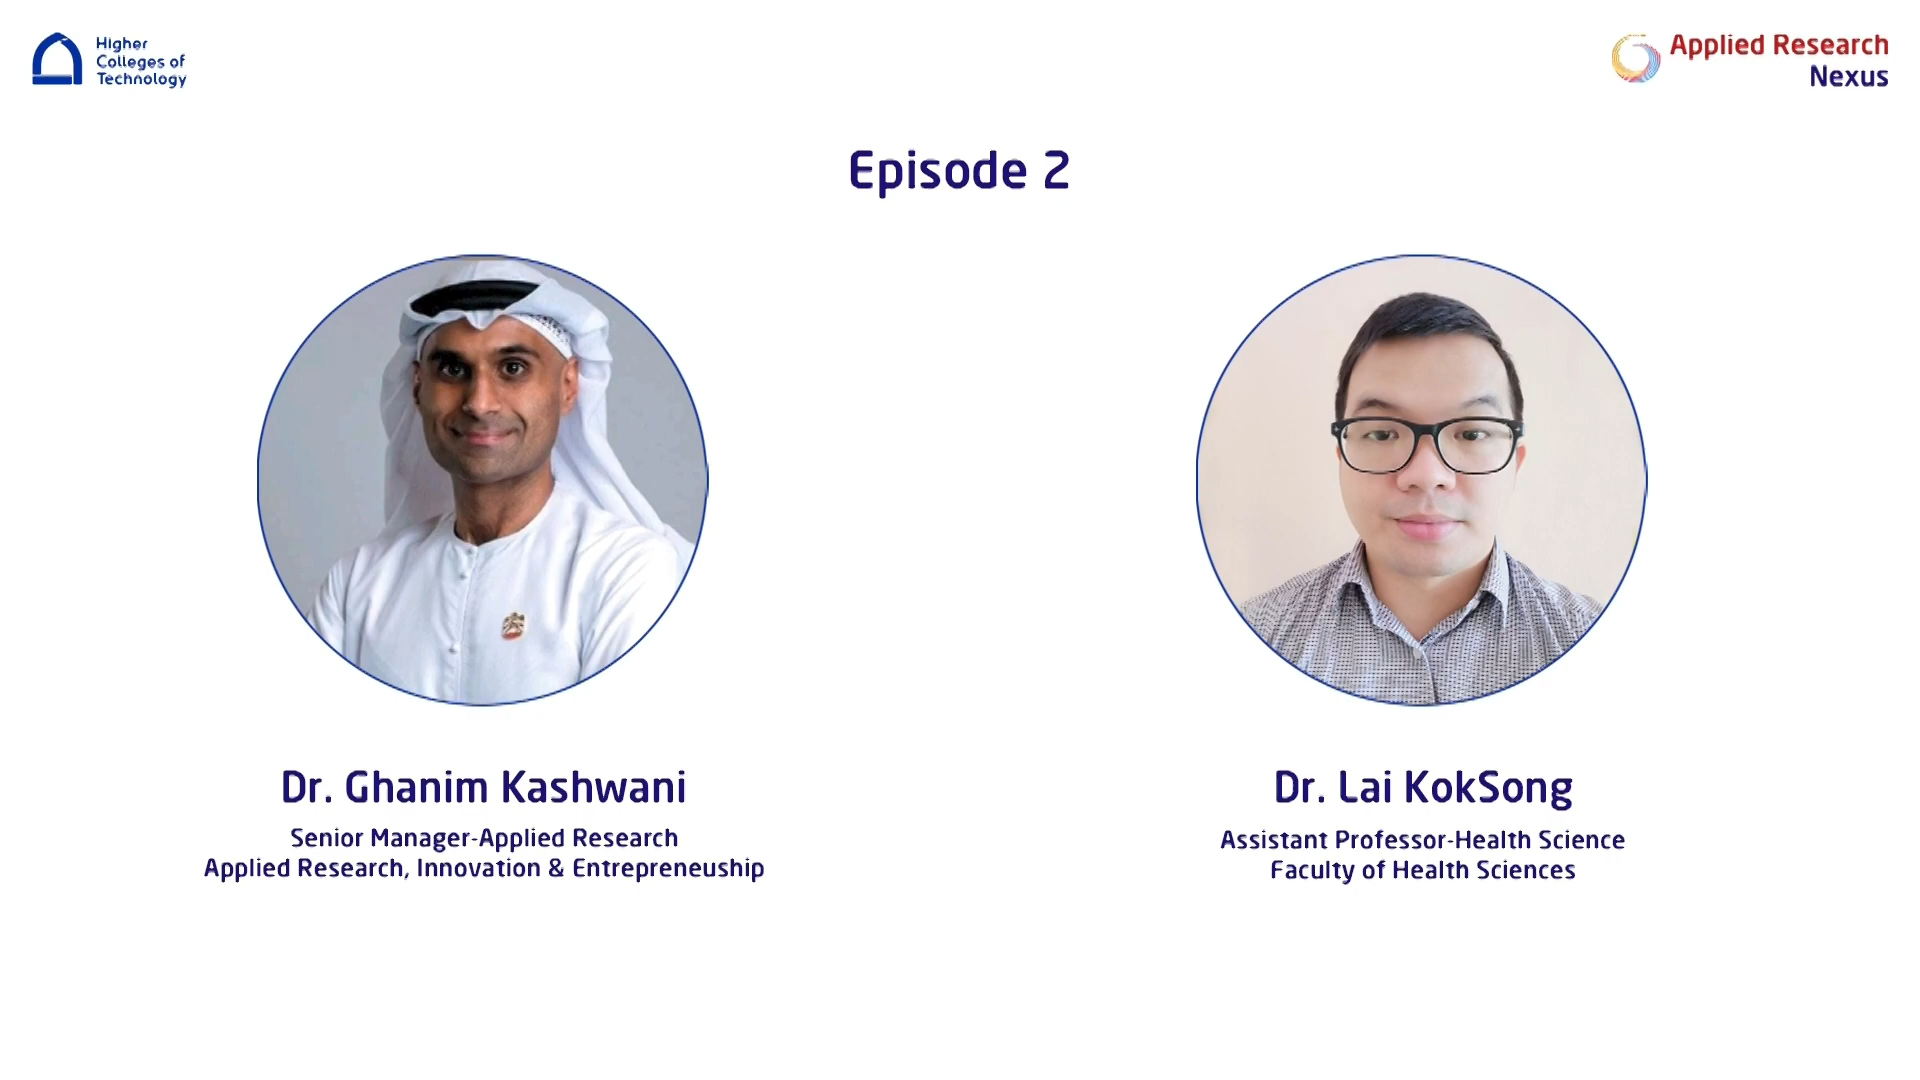 Higher
Colleges of
Technology
Applied Research
Nexus
Episode 2
Dr. Ghanim Kashwani
Senior Manager-Applied Research
Applied Research, Innovation & Entrepreneuship
Dr. Lai KokSong
Assistant Professor-Health Science
Faculty of Health Sciences